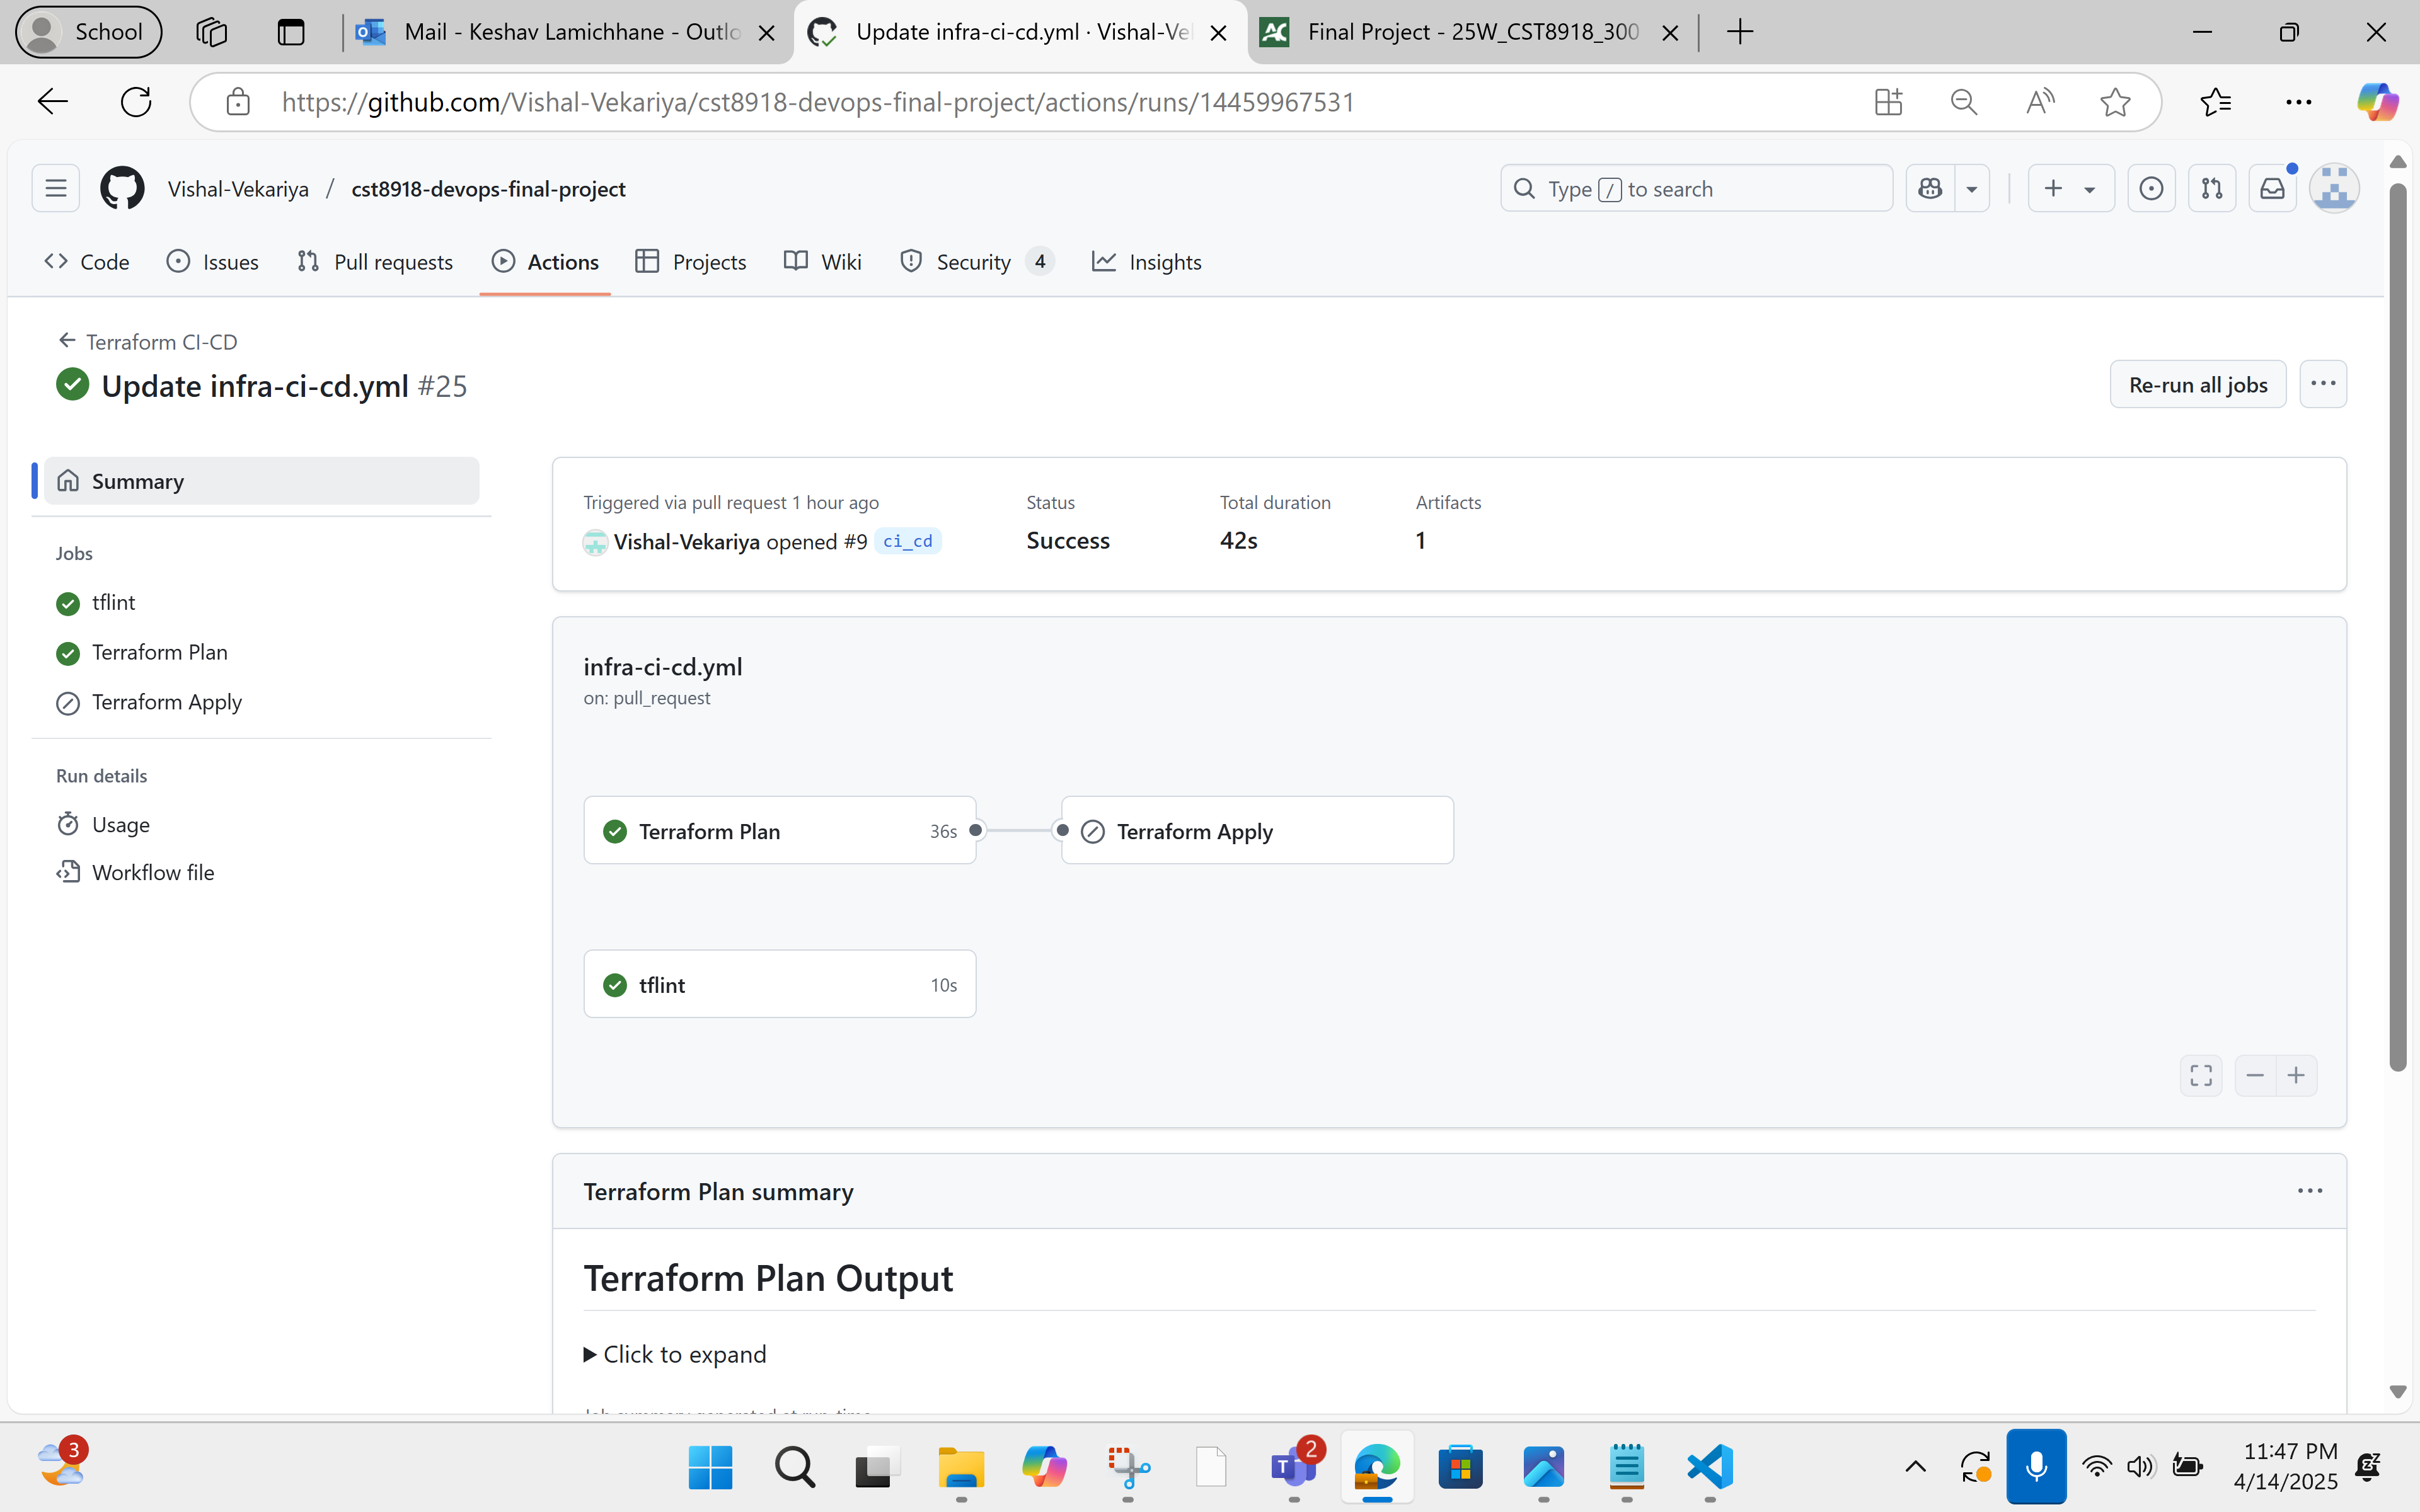 School
Mail - Keshav Lamichhane - Outlo
Update infra-ci-cd.yml · Vishal-Ve
Final Project - 25W_CST8918_300
https://github.com/Vishal-Vekariya/cst8918-devops-final-project/actions/runs/14459967531
Vishal-Vekariya / cst8918-devops-final-project
Type / to search
Code
Issues
Pull requests
Actions
Projects
Wiki
Security 4
Insights
Terraform CI-CD
Update infra-ci-cd.yml #25
Re-run all jobs
Summary
Jobs
tflint
Terraform Plan
Terraform Apply
Run details
Usage
Workflow file
Triggered via pull request 1 hour ago
Vishal-Vekariya opened #9 ci_cd
Status
Success
Total duration
42s
Artifacts
1
infra-ci-cd.yml
on: pull_request
Terraform Plan 36s
Terraform Apply
tflint 10s
Terraform Plan summary
Terraform Plan Output
Click to expand
3
2
11:47 PM
4/14/2025